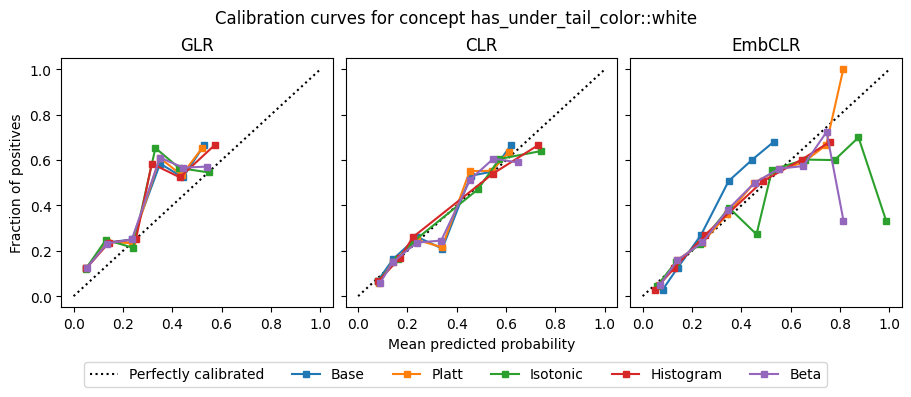 Calibration curves for concept has_under_tail_color::white
GLR
CLR
EmbCLR
Fraction of positives
1.0
0.8
0.6
0.4
0.2
0.0
0.0 0.2 0.4 0.6 0.8 1.0
0.0 0.2 0.4 0.6 0.8 1.0
0.0 0.2 0.4 0.6 0.8 1.0
Mean predicted probability
Perfectly calibrated Base Platt Isotonic Histogram Beta